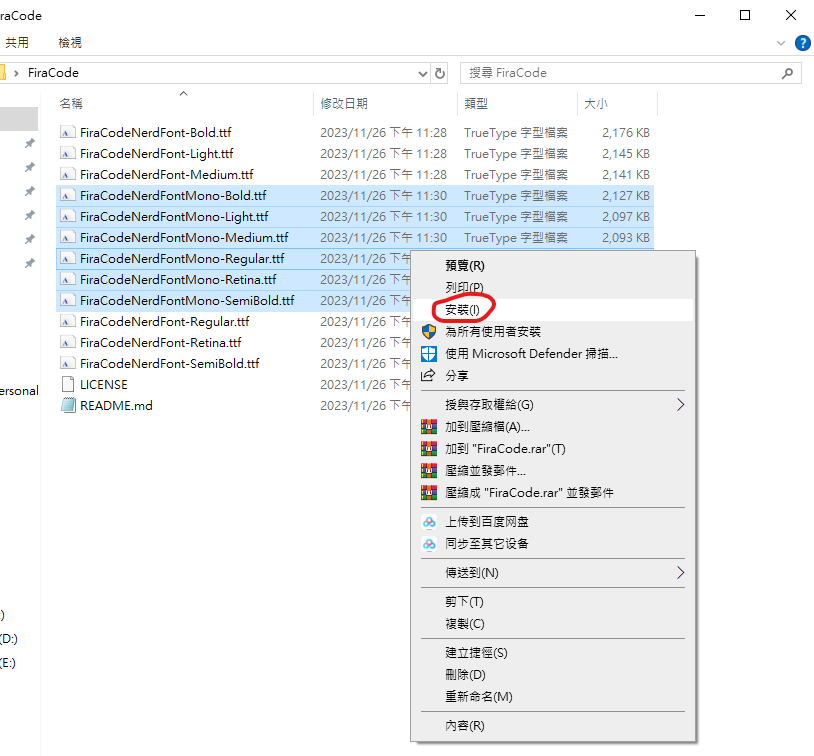 iraCode
共用 檢視
FiraCode
搜尋 FiraCode
名稱 修改日期 類型 大小
FiraCodeNerdFont-Bold.ttf 2023/11/26 下午 11:28 TrueType 字型檔案 2,176 KB
FiraCodeNerdFont-Light.ttf 2023/11/26 下午 11:28 TrueType 字型檔案 2,145 KB
FiraCodeNerdFont-Medium.ttf 2023/11/26 下午 11:28 TrueType 字型檔案 2,141 KB
FiraCodeNerdFontMono-Bold.ttf 2023/11/26 下午 11:30 TrueType 字型檔案 2,127 KB
FiraCodeNerdFontMono-Light.ttf 2023/11/26 下午 11:30 TrueType 字型檔案 2,097 KB
FiraCodeNerdFontMono-Medium.ttf 2023/11/26 下午 11:30 TrueType 字型檔案 2,093 KB
FiraCodeNerdFontMono-Regular.ttf 2023/11/26 下午
FiraCodeNerdFontMono-Retina.ttf 2023/11/26 下午
FiraCodeNerdFontMono-SemiBold.ttf 2023/11/26 下午
FiraCodeNerdFont-Regular.ttf 2023/11/26 下午
FiraCodeNerdFont-Retina.ttf 2023/11/26 下午
FiraCodeNerdFont-SemiBold.ttf 2023/11/26 下午
LICENSE 2023/11/26 下午
README.md 2023/11/26 下午
ersonal
:)
(D:)
(E:)
預覽(R)
列印(P)
安裝(I)
為所有使用者安裝
使用 Microsoft Defender 掃描...
分享
授與存取權給(G)
加到壓縮檔(A)...
加到 "FiraCode.rar"(T)
壓縮並發郵件...
壓縮成 "FiraCode.rar" 並發郵件
上传到百度网盘
同步至其它设备
傳送到(N)
剪下(T)
複製(C)
建立捷徑(S)
刪除(D)
重新命名(M)
內容(R)